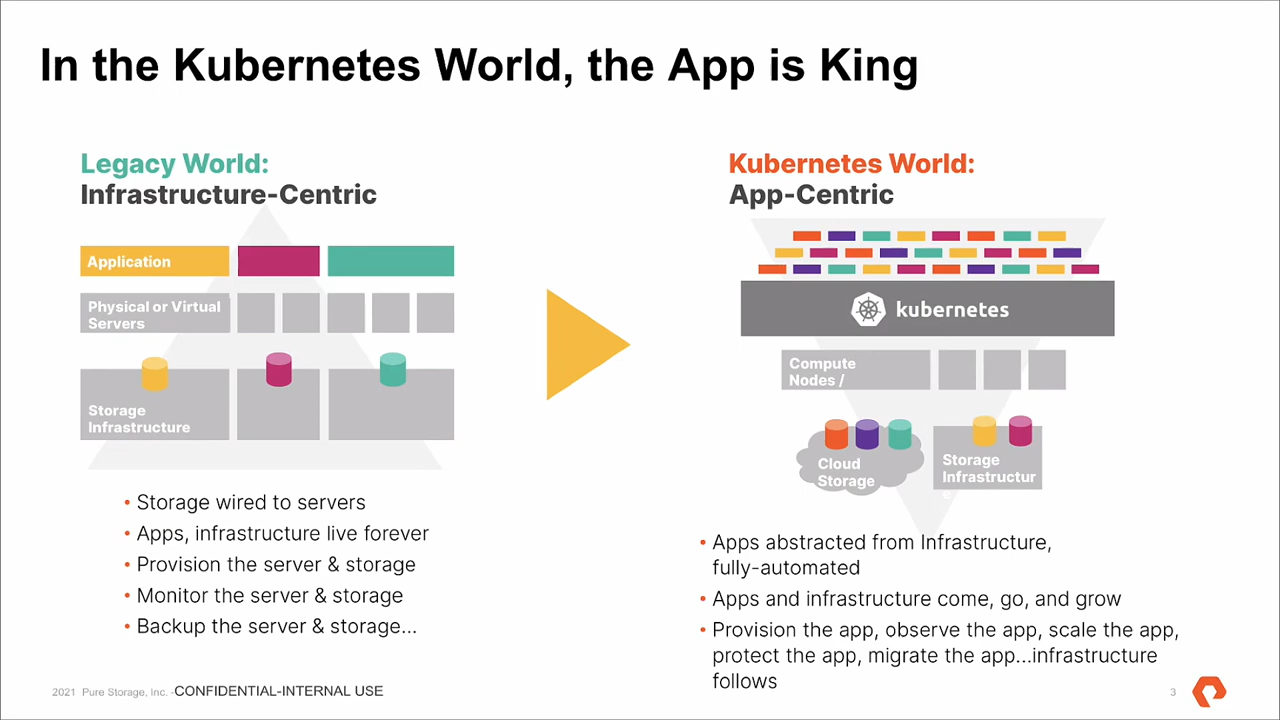 In the Kubernetes World, the App is King
Legacy World:
Infrastructure-Centric
Application
Physical or Virtual
Servers
Storage
Infrastructure
• Storage wired to servers
• Apps, infrastructure live forever
• Provision the server & storage
• Monitor the server & storage
• Backup the server & storage...
Kubernetes World:
App-Centric
kubernetes
Compute
Nodes /
Cloud
Storage
Storage
Infrastructur
e
• Apps abstracted from Infrastructure,
fully-automated
• Apps and infrastructure come, go, and grow
• Provision the app, observe the app, scale the app,
protect the app, migrate the app...infrastructure
follows
2021 Pure Storage, Inc. -CONFIDENTIAL-INTERNAL USE
3